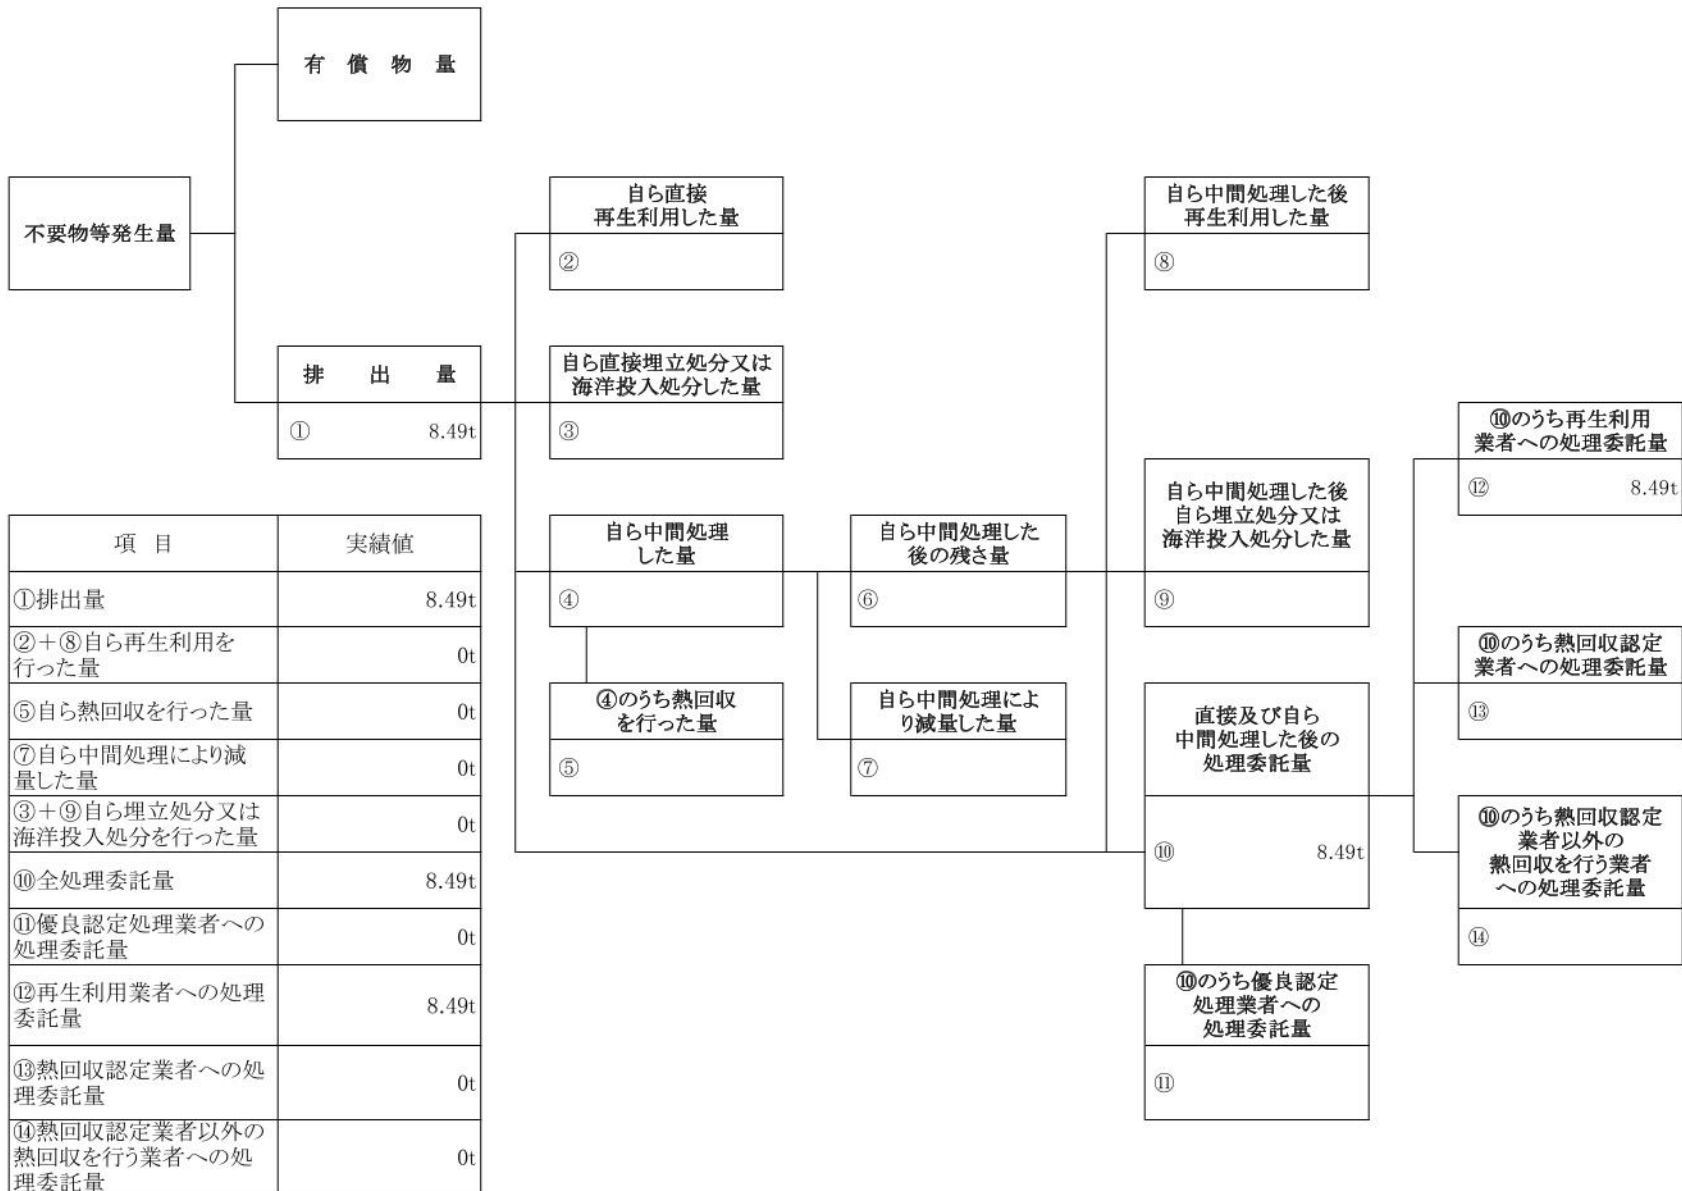 有 償 物 量
不要物等発生量
自ら直接
再生利用した量
②
自ら中間処理した後
再生利用した量
⑧
排 出 量
① 8.49t
自ら直接埋立処分又は
海洋投入処分した量
③
⑩のうち再生利用
業者への処理委託量
⑫ 8.49t
自ら中間処理
した量
④
自ら中間処理した
後の残さ量
⑥
自ら中間処理した後
自ら埋立処分又は
海洋投入処分した量
⑨
⑩のうち熱回収認定
業者への処理委託量
⑬
④のうち熱回収
を行った量
⑤
自ら中間処理によ
り減量した量
⑦
直接及び自ら
中間処理した後の
処理委託量
⑩ 8.49t
⑩のうち熱回収認定
業者以外の
熱回収を行う業者
への処理委託量
⑭
⑩のうち優良認定
処理業者への
処理委託量
⑪
項 目 実績値
①排出量 8.49t
②+⑧自ら再生利用を
行った量 0t
⑤自ら熱回収を行った量 0t
⑦自ら中間処理により減
量した量 0t
③+⑨自ら埋立処分又は
海洋投入処分を行った量 0t
⑩全処理委託量 8.49t
⑪優良認定処理業者への
処理委託量 0t
⑫再生利用業者への処理
委託量 8.49t
⑬熱回収認定業者への処
理委託量 0t
⑭熱回収認定業者以外の
熱回収を行う業者への処
理委託量 0t